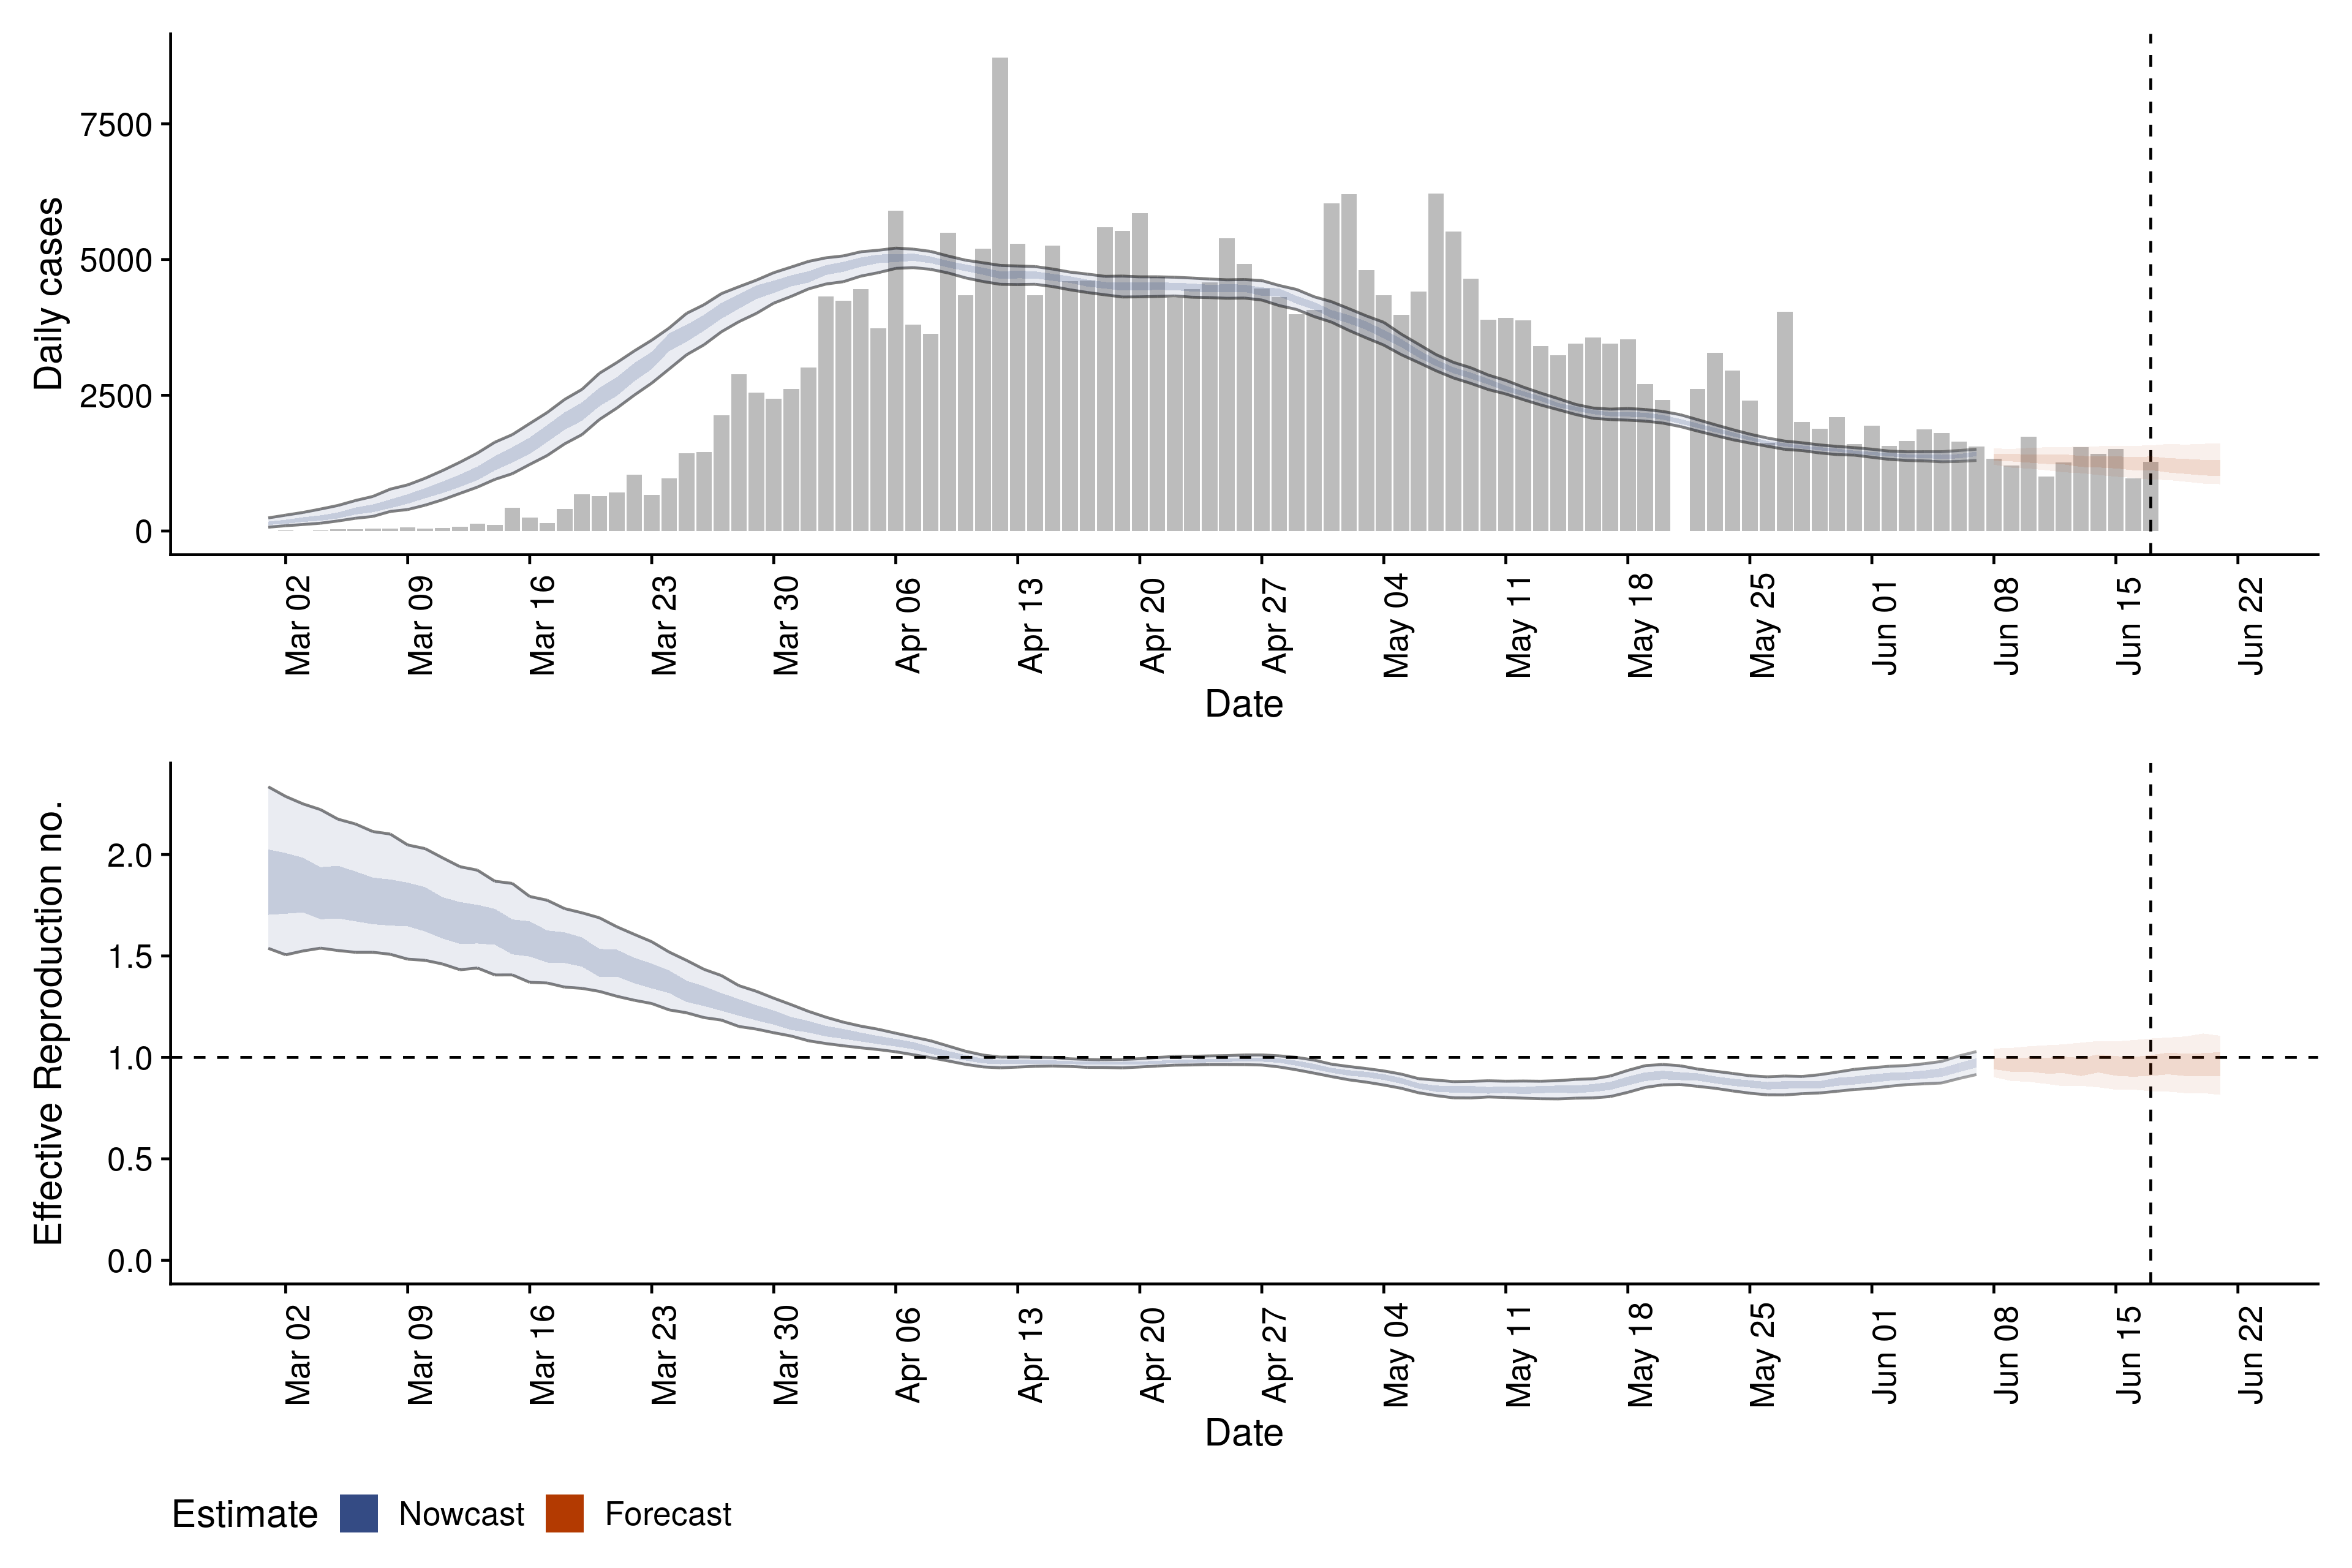 Daily cases
7500
5000
2500
0
Mar 02
Mar 09
Mar 16
Mar 23
Mar 30
Apr 06
Apr 13
Apr 20
Apr 27
May 04
May 11
May 18
May 25
Jun 01
Jun 08
Jun 15
Jun 22
Date
Effective Reproduction no.
2.0
1.5
1.0
0.5
0.0
Mar 02
Mar 09
Mar 16
Mar 23
Mar 30
Apr 06
Apr 13
Apr 20
Apr 27
May 04
May 11
May 18
May 25
Jun 01
Jun 08
Jun 15
Jun 22
Date
Estimate Nowcast Forecast